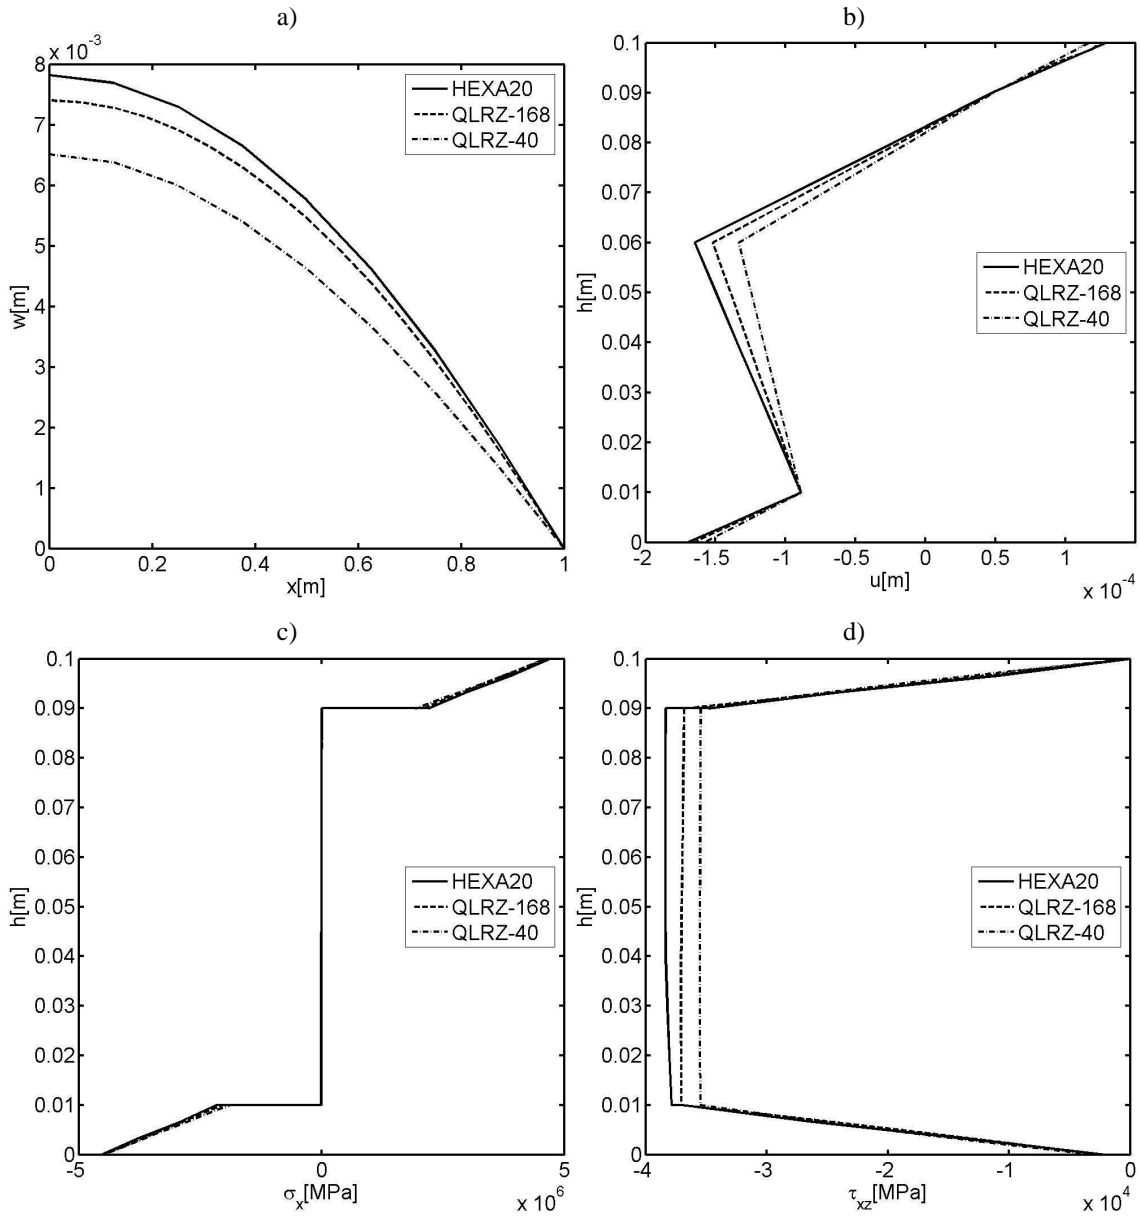 a)
x 10-3
8
7
6
5
4
3
2
1
0
w[m]
0
0.2
0.4
0.6
0.8
1
x[m]
HEXA20
QLRZ-168
QLRZ-40
b)
0.1
0.09
0.08
0.07
0.06
0.05
0.04
0.03
0.02
0.01
0
h[m]
-2
-1.5
-1
-0.5
0
0.5
1
u[m]
x 10-4
HEXA20
QLRZ-168
QLRZ-40
c)
0.1
0.09
0.08
0.07
0.06
0.05
0.04
0.03
0.02
0.01
0
h[m]
-5
0
5
σx[MPa]
x 106
HEXA20
QLRZ-168
QLRZ-40
d)
0.1
0.09
0.08
0.07
0.06
0.05
0.04
0.03
0.02
0.01
0
h[m]
-4
-3
-2
-1
0
τxz[MPa]
x 104
HEXA20
QLRZ-168
QLRZ-40